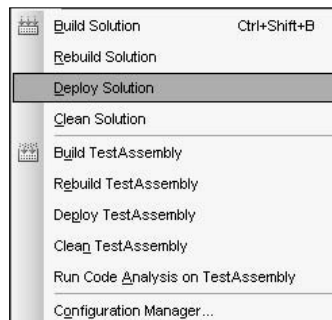 Build Solution Ctrl+Shift+B
Rebuild Solution
Deploy Solution
Clean Solution
Build TestAssembly
Rebuild TestAssembly
Deploy TestAssembly
Clean TestAssembly
Run Code Analysis on TestAssembly
Configuration Manager...